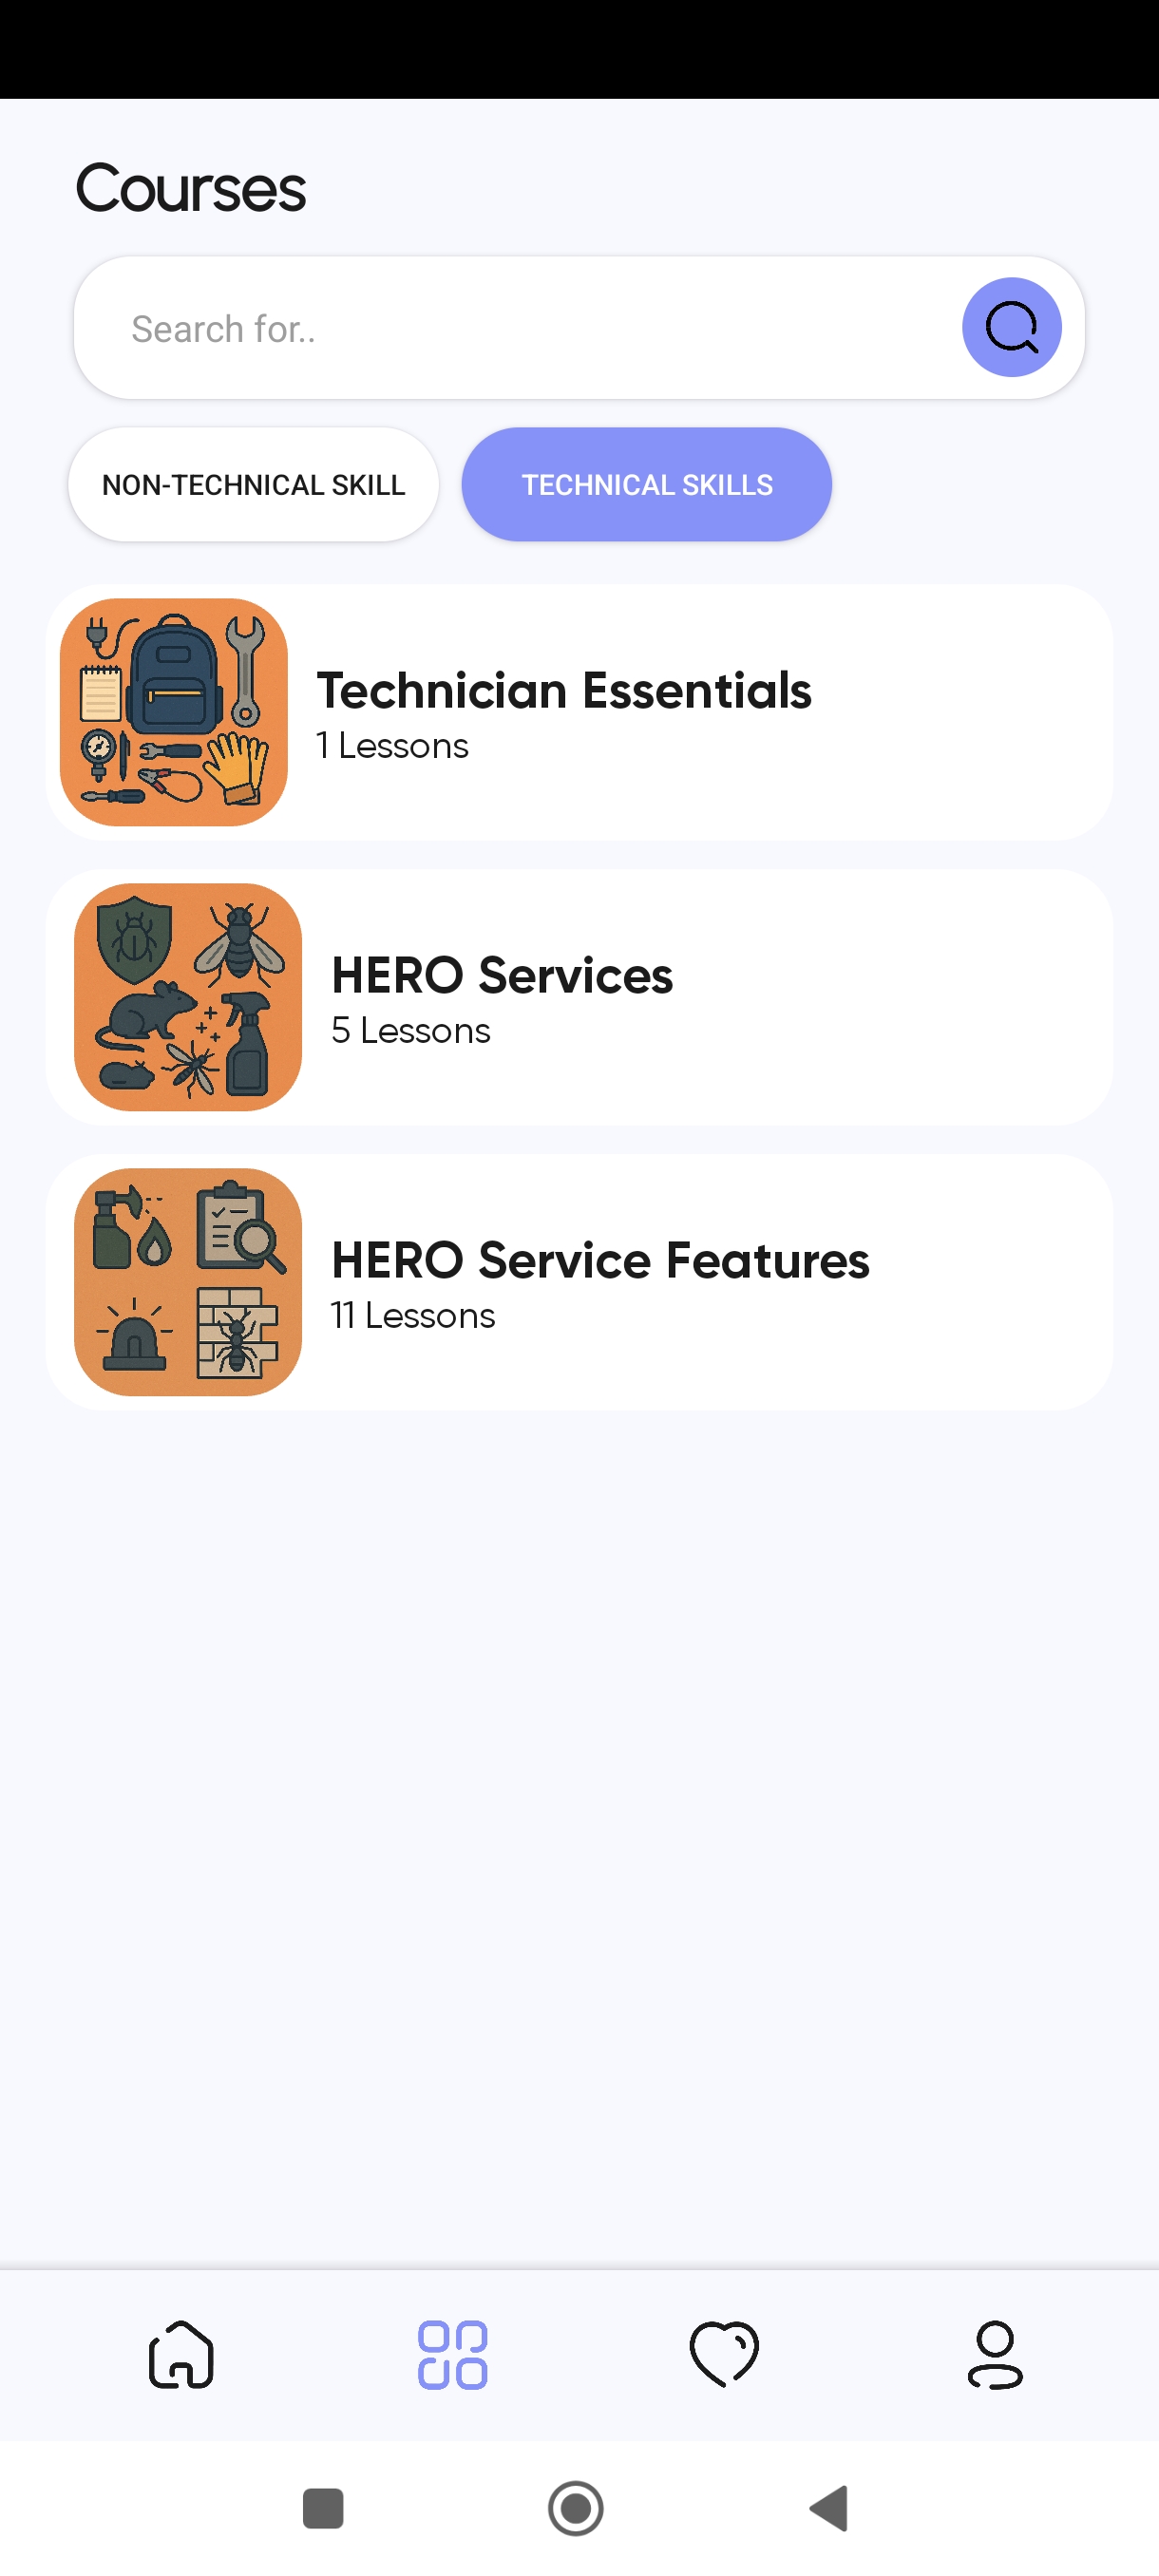 Courses
Search for..
NON-TECHNICAL SKILL
TECHNICAL SKILLS
Technician Essentials
1 Lessons
HERO Services
5 Lessons
HERO Service Features
11 Lessons